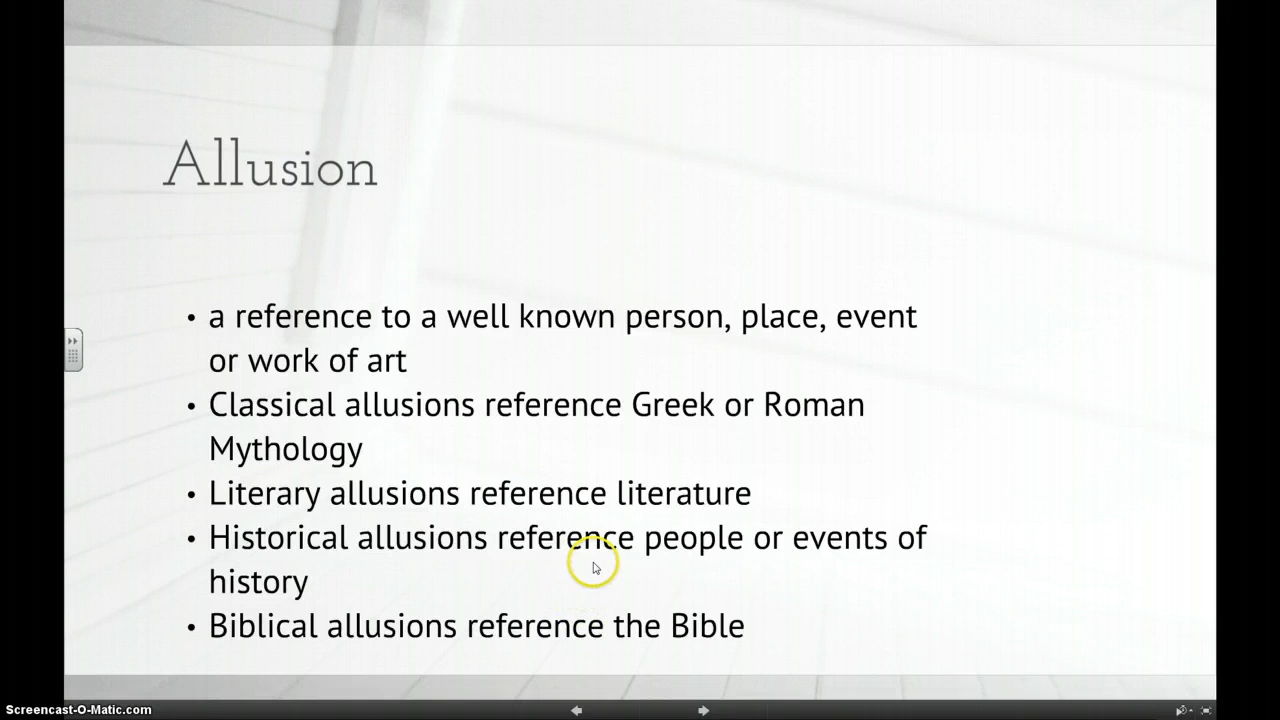 Allusion
• a reference to a well known person, place, event
or work of art
• Classical allusions reference Greek or Roman
Mythology
• Literary allusions reference literature
• Historical allusions reference people or events of
history
• Biblical allusions reference the Bible
Screencast-O-Matic.com